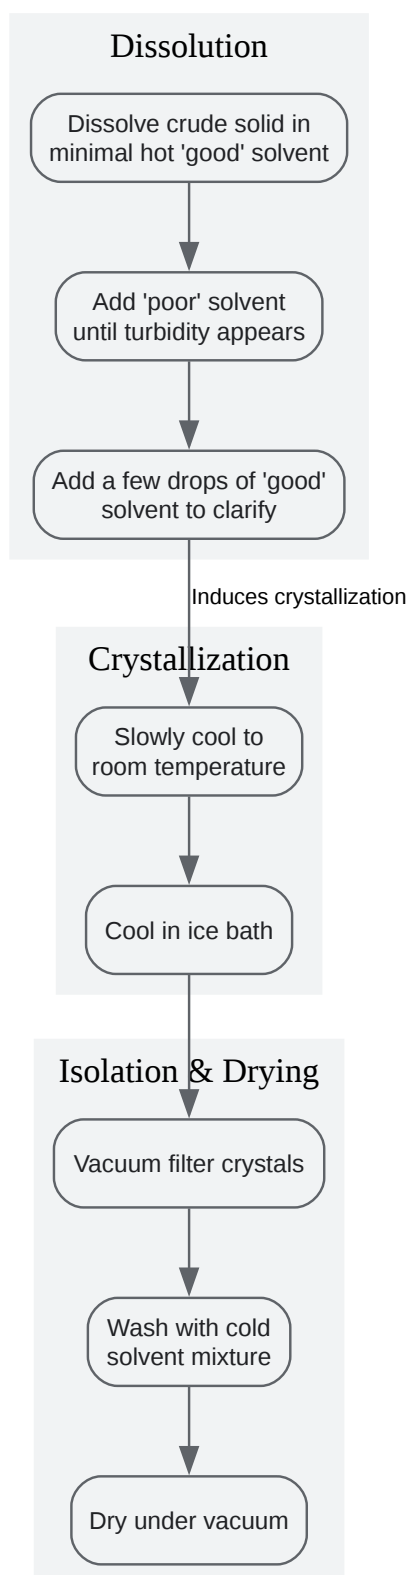 Dissolution
Dissolve crude solid in
minimal hot 'good' solvent
Add 'poor' solvent
until turbidity appears
Add a few drops of 'good'
solvent to clarify
Induces crystallization
Crystallization
Slowly cool to
room temperature
Cool in ice bath
Isolation & Drying
Vacuum filter crystals
Wash with cold
solvent mixture
Dry under vacuum